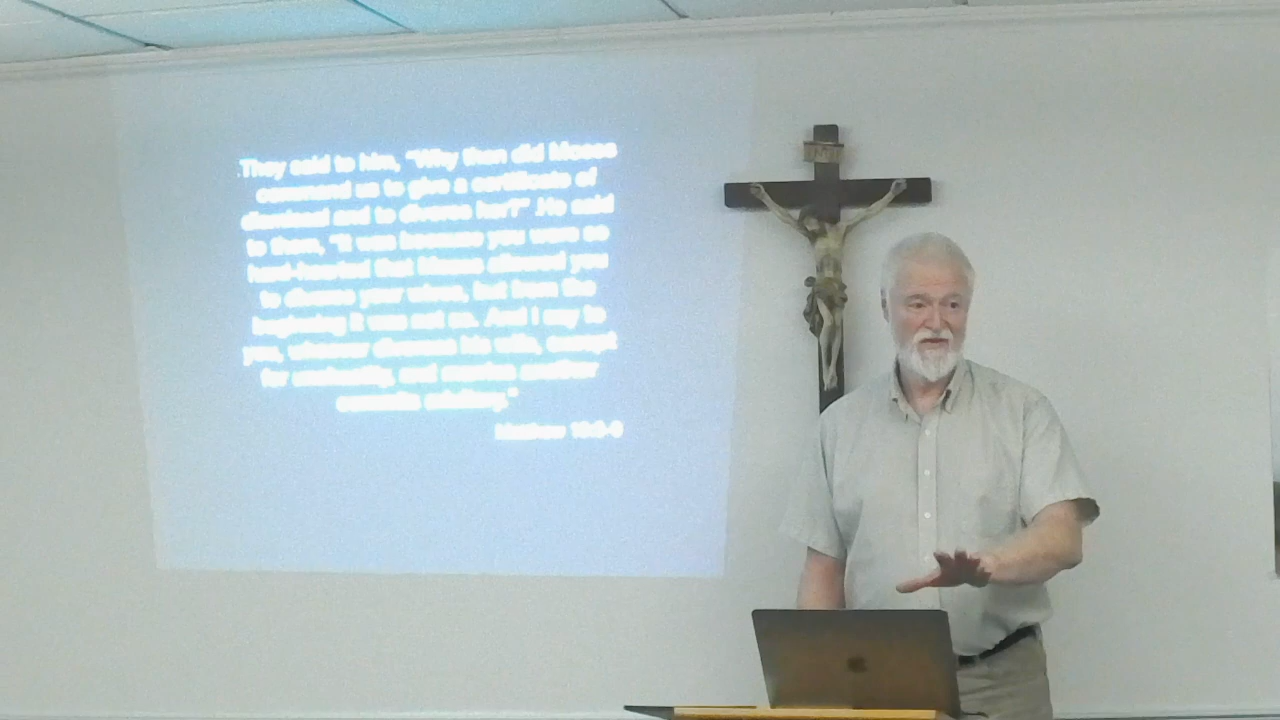 They said to him, "Why then did Moses
command us to give a certificate of
dismissal and to divorce her?" .He said
to them, "It was because you were so
hard-hearted that Moses allowed you
to divorce your wives, but from the
beginning it was not so. And I say to
you, whoever divorces his wife, except
for unchastity, and marries another
commits adultery."
Matthew